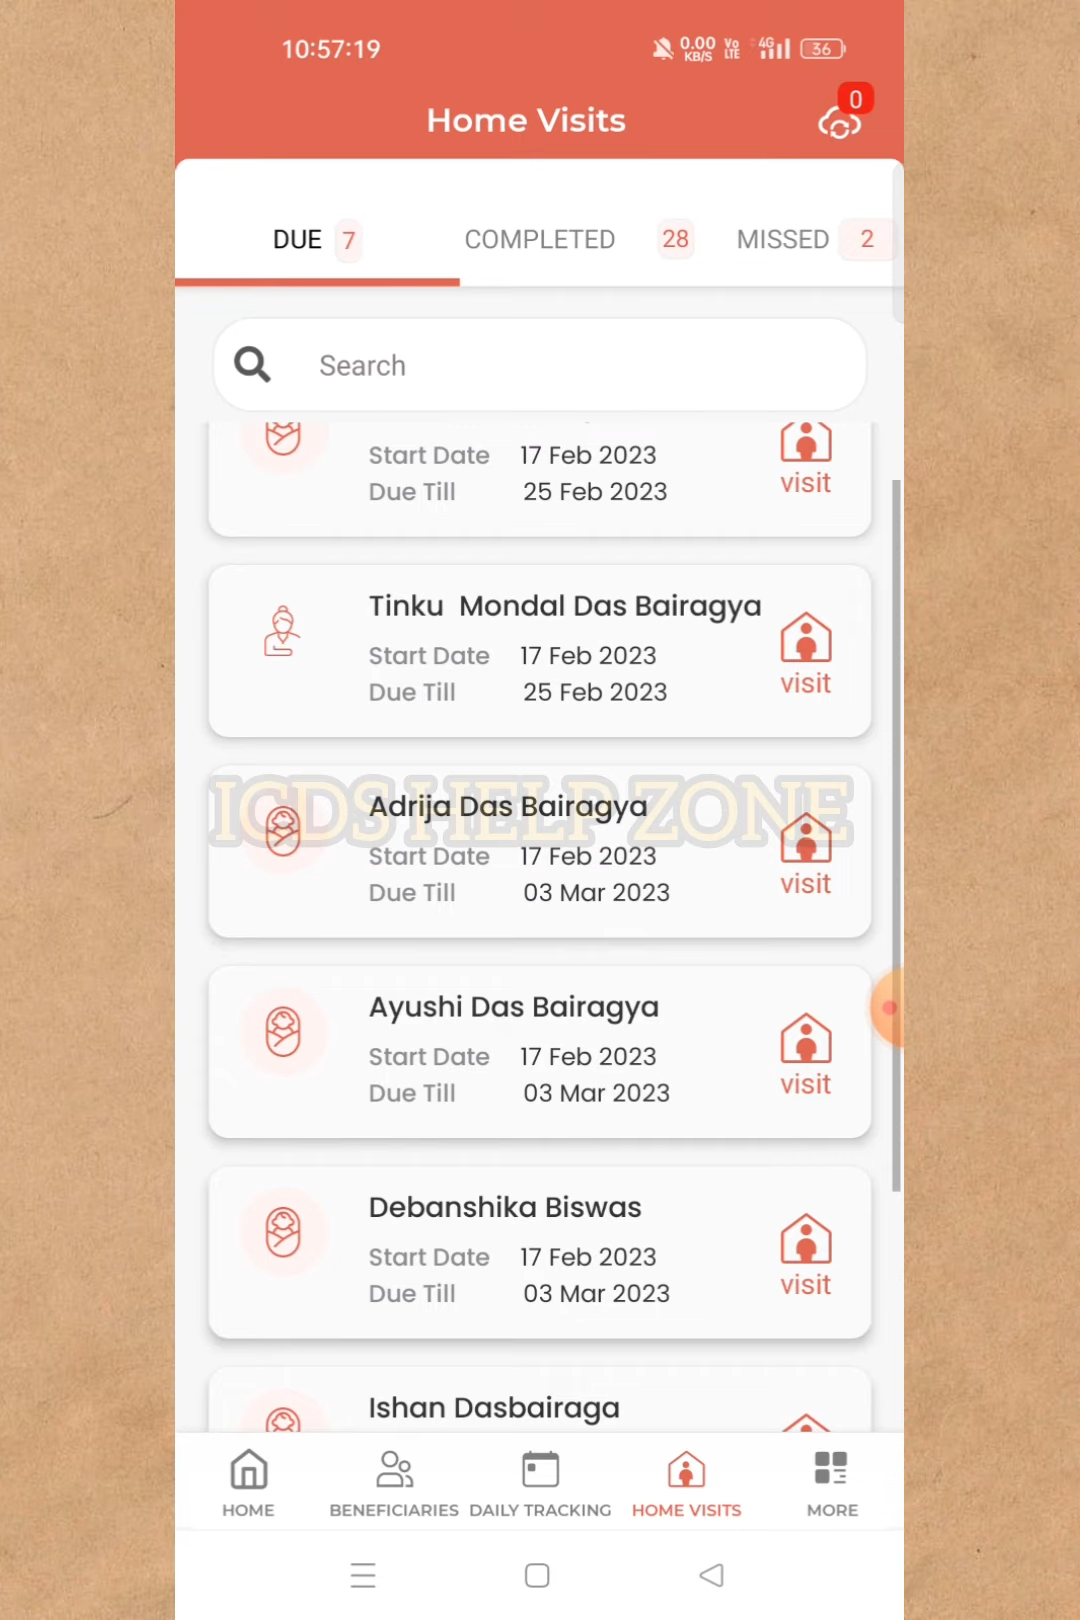 10:57:19
0.00 KB/S
Vo LTE
4G
36
Home Visits
0
DUE 7 COMPLETED 28 MISSED 2
Search
Start Date 17 Feb 2023
Due Till 25 Feb 2023
visit
Tinku Mondal Das Bairagya
Start Date 17 Feb 2023
Due Till 25 Feb 2023
visit
ICDS HELP ZONE
Adrija Das Bairagya
Start Date 17 Feb 2023
Due Till 03 Mar 2023
visit
Ayushi Das Bairagya
Start Date 17 Feb 2023
Due Till 03 Mar 2023
visit
Debanshika Biswas
Start Date 17 Feb 2023
Due Till 03 Mar 2023
visit
Ishan Dasbairaga
HOME BENEFICIARIES DAILY TRACKING HOME VISITS MORE